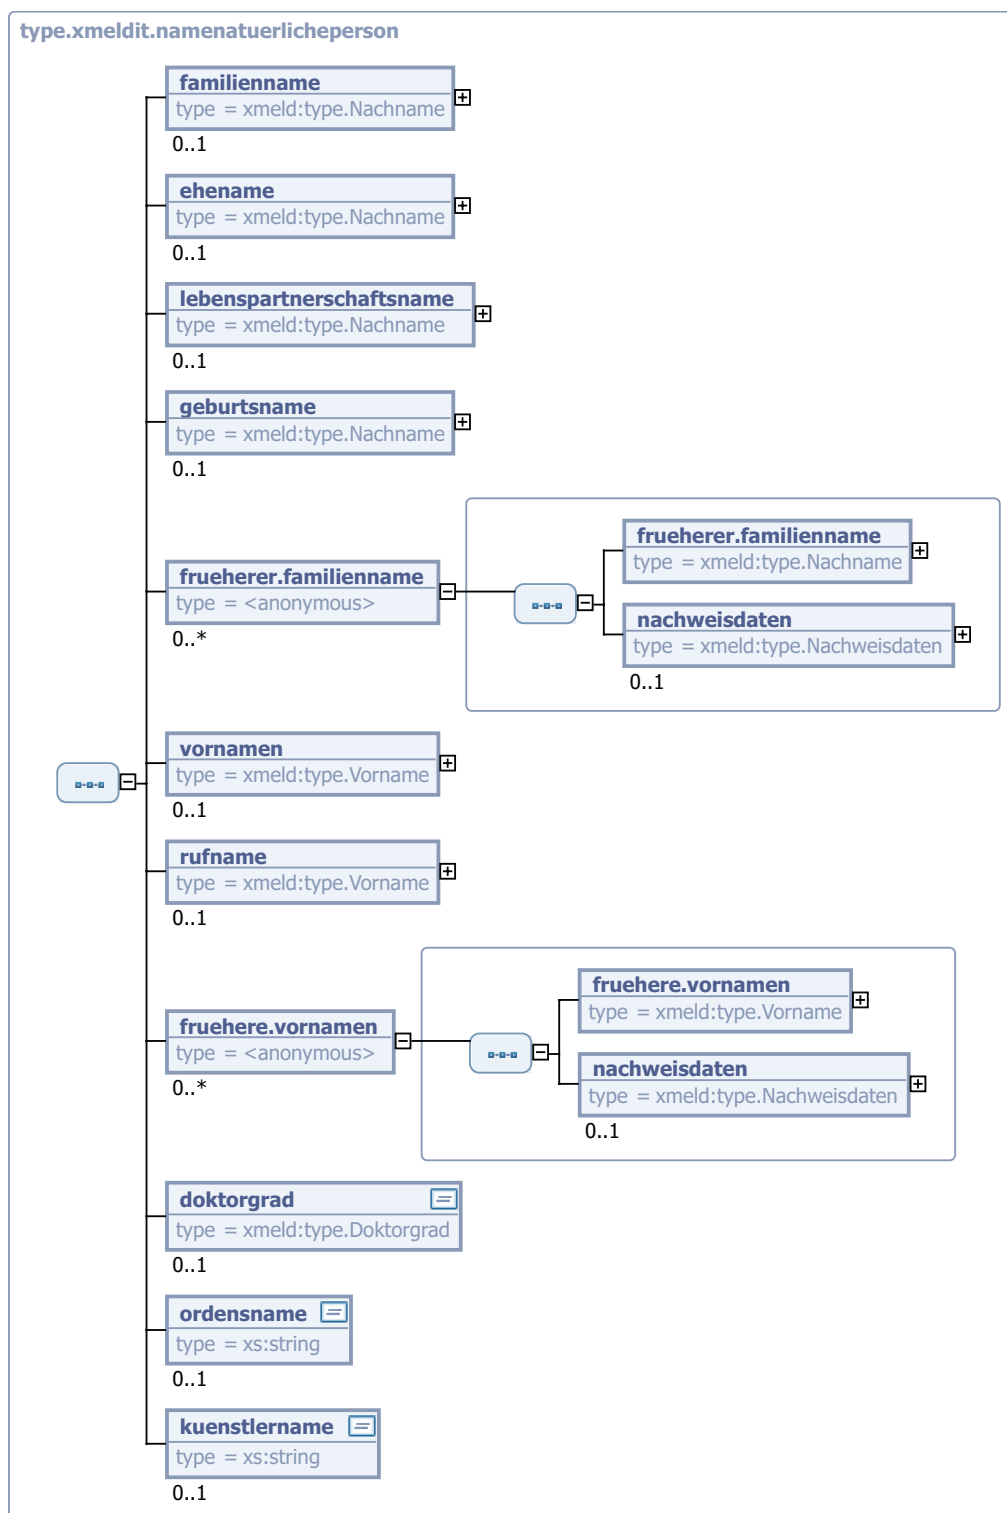 type.xmeldit.namenatuerlicheperson
familienname
type = xmeld:type.Nachname
0..1
ehename
type = xmeld:type.Nachname
0..1
lebenspartnerschaftsname
type = xmeld:type.Nachname
0..1
geburtsname
type = xmeld:type.Nachname
0..1
frueherer.familienname
type = <anonymous>
0..*
frueherer.familienname
type = xmeld:type.Nachname
nachweisdaten
type = xmeld:type.Nachweisdaten
0..1
vornamen
type = xmeld:type.Vorname
0..1
rufname
type = xmeld:type.Vorname
0..1
fruehere.vornamen
type = <anonymous>
0..*
fruehere.vornamen
type = xmeld:type.Vorname
nachweisdaten
type = xmeld:type.Nachweisdaten
0..1
doktorgrad
type = xmeld:type.Doktorgrad
0..1
ordensname
type = xs:string
0..1
kuenstlername
type = xs:string
0..1